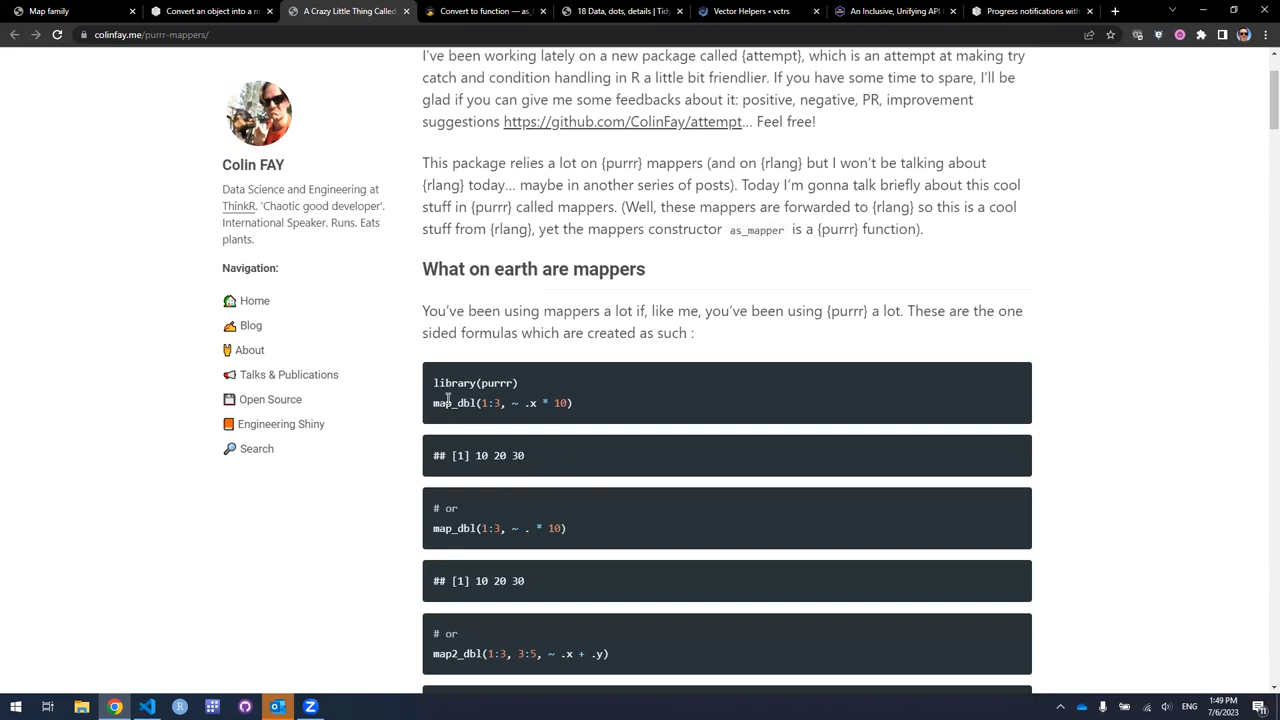 Map family
Convert an object
A Crazy Little Thing Called
Commit to: as
18 Data, dots, details | Tid
Vector Helpers
Predicates
An Incisive, Unifying API
Programises with
colinfay.me/purrr-mappers/
Colin FAY
Data Science and Engineering at
ThinkR. 'Chaotic good developer'.
International Speaker. Runs. Eats
plants.
Navigation:
Home
Blog
About
Talks & Publications
Open Source
Engineering Shiny
Search
I've been working lately on a new package called {attempt}, which is an attempt at making try
catch and condition handling in R a little bit friendlier. If you have some time to spare, I'll be
glad if you can give me some feedbacks about it: positive, negative, PR, improvement
suggestions https://github.com/ColinFay/attempt... Feel free!
This package relies a lot on {purrr} mappers (and on {rlang} but I won't be talking about
{rlang} today... maybe in another series of posts). Today I'm gonna talk briefly about this cool
stuff in {purrr} called mappers. (Well, these mappers are forwarded to {rlang} so this is a cool
stuff from {rlang}, yet the mappers constructor as_mapper is a {purrr} function).
What on earth are mappers
You've been using mappers a lot if, like me, you've been using {purrr} a lot. These are the one
sided formulas which are created as such :
library(purrr)
map_dbl(1:3, ~ .x * 10)
## [1] 10 20 30
# or
map_dbl(1:3, ~ . * 10)
## [1] 10 20 30
# or
map2_dbl(1:3, 3:5, ~ .x + .y)
1:49 PM
7/6/2023